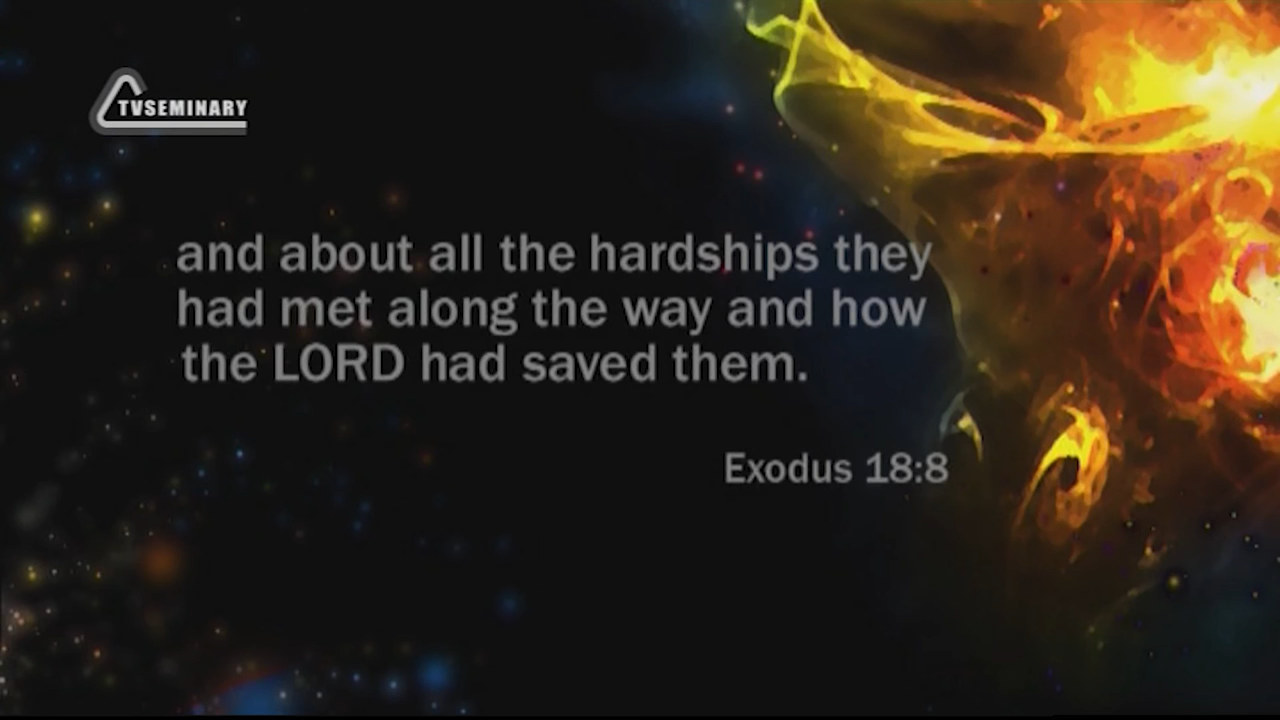 TVSEMINARY
and about all the hardships they
had met along the way and how
the LORD had saved them.
Exodus 18:8